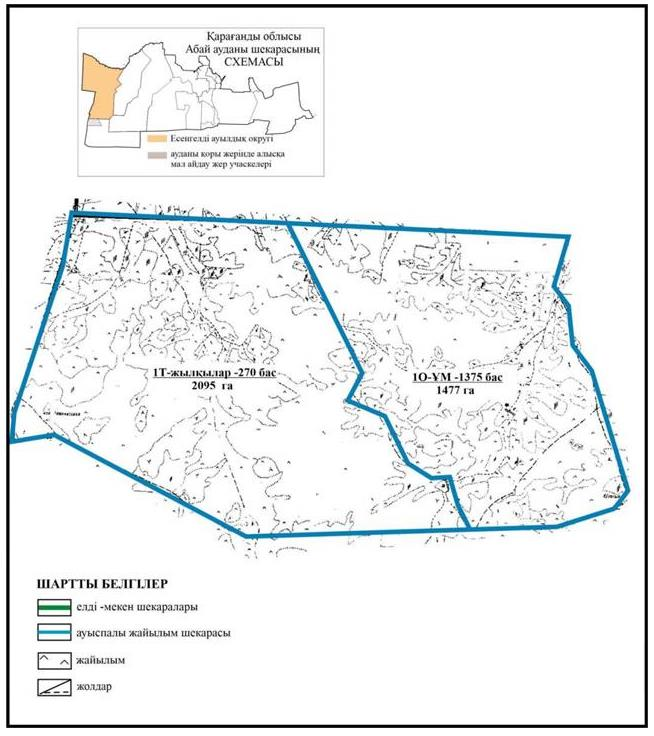 Қарағанды облысы
Абай ауданы шекарасының
СХЕМАСЫ
Есенгелді ауылдық округі
ауданы қоры жерінде алысқа
мал айдау жер учаскелері
1Т-жылқылар -270 бас
2095 га
1О-ҰМ -1375 бас
1477 га
ШАРТТЫ БЕЛГІЛЕР
елді -мекен шекаралары
ауыспалы жайылым шекарасы
жайылым
жолдар